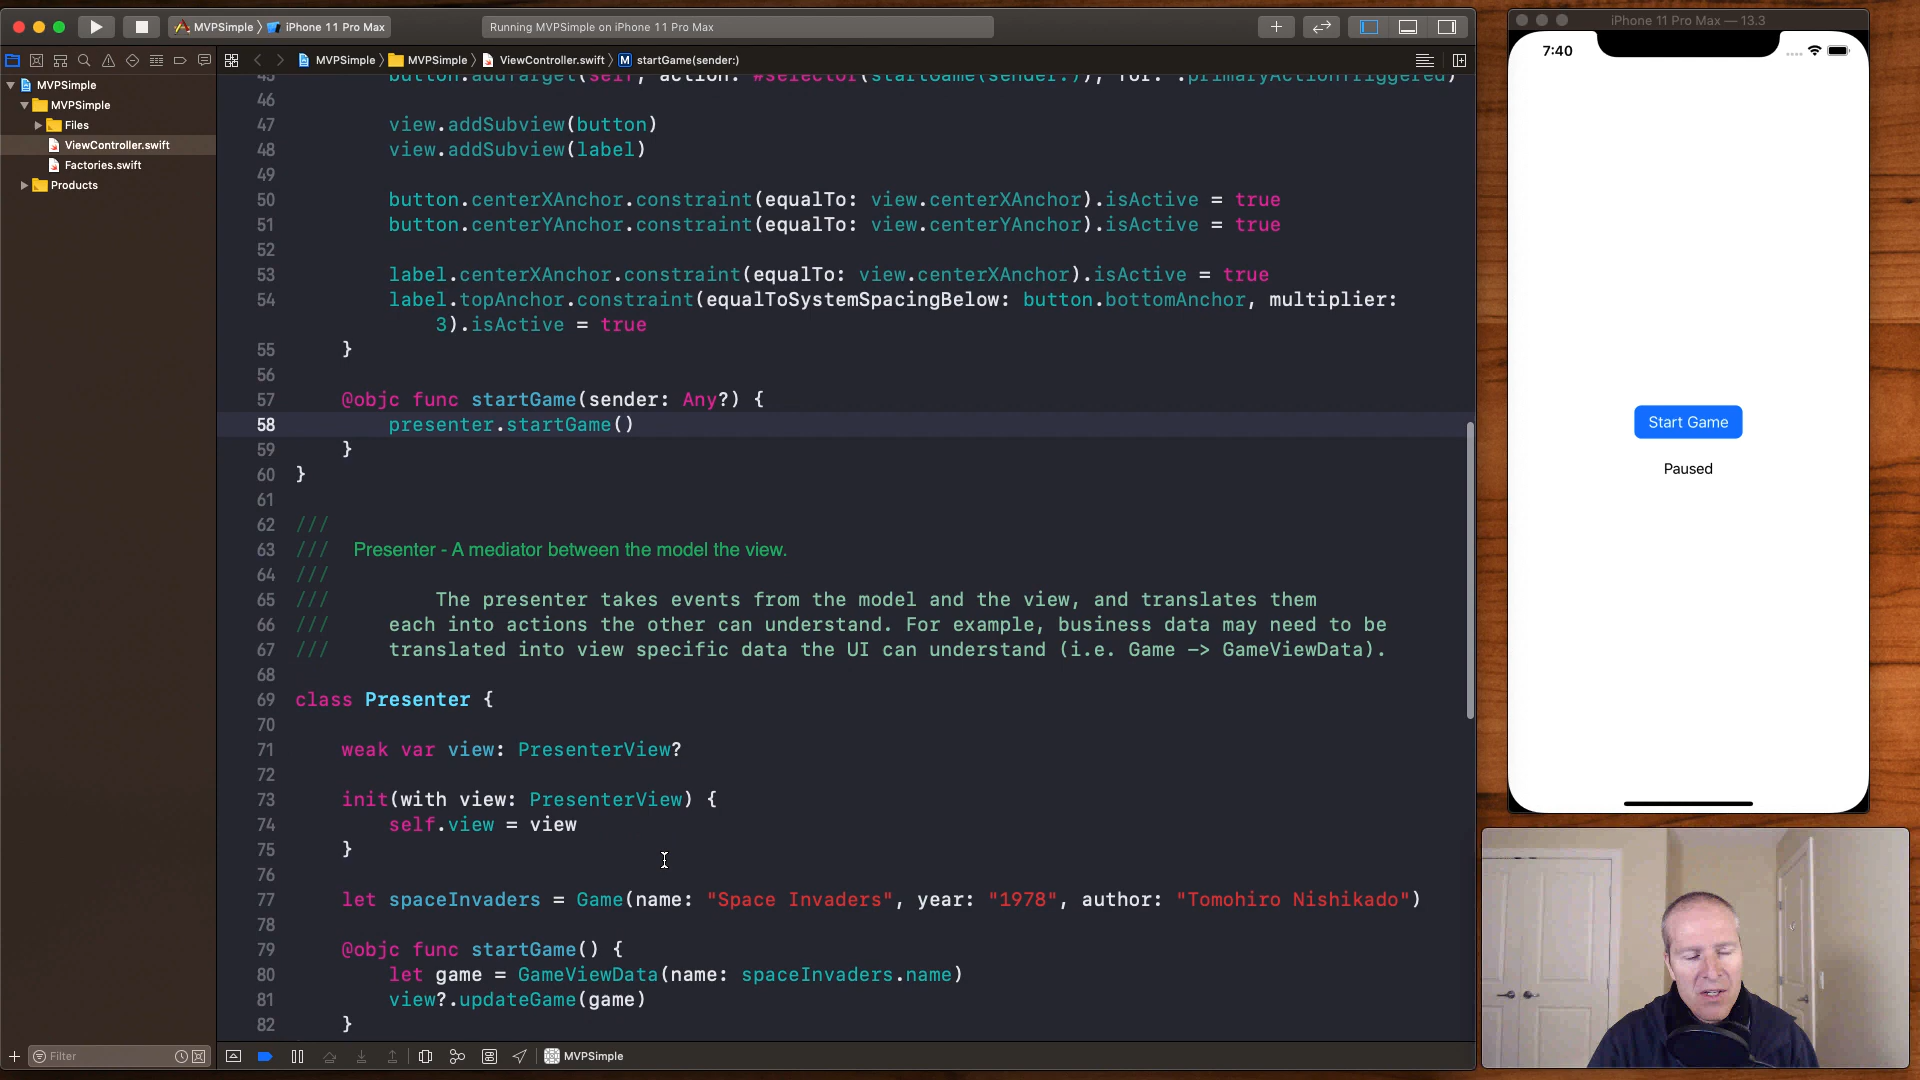 MVPSimple
iPhone 11 Pro Max
Running MVPSimple on iPhone 11 Pro Max
iPhone 11 Pro Max — 13.3
MVPSimple
MVPSimple
ViewController.swift
M
startGame(sender:)
MVPSimple
MVPSimple
Files
ViewController.swift
Factories.swift
Products
45 button.addTarget(self, action: #selector(startGame(sender:)), for: .primaryActionTriggered)
46
47 view.addSubview(button)
48 view.addSubview(label)
49
50 button.centerXAnchor.constraint(equalTo: view.centerXAnchor).isActive = true
51 button.centerYAnchor.constraint(equalTo: view.centerYAnchor).isActive = true
52
53 label.centerXAnchor.constraint(equalTo: view.centerXAnchor).isActive = true
54 label.topAnchor.constraint(equalToSystemSpacingBelow: button.bottomAnchor, multiplier:
3).isActive = true
55 }
56
57 @objc func startGame(sender: Any?) {
58 presenter.startGame()
59 }
60 }
61
62 ///
63 /// Presenter - A mediator between the model the view.
64 ///
65 /// The presenter takes events from the model and the view, and translates them
66 /// each into actions the other can understand. For example, business data may need to be
67 /// translated into view specific data the UI can understand (i.e. Game -> GameViewData).
68
69 class Presenter {
70
71 weak var view: PresenterView?
72
73 init(with view: PresenterView) {
74 self.view = view
75 }
76
77 let spaceInvaders = Game(name: "Space Invaders", year: "1978", author: "Tomohiro Nishikado")
78
79 @objc func startGame() {
80 let game = GameViewData(name: spaceInvaders.name)
81 view?.updateGame(game)
82 }
Filter
MVPSimple
7:40
Start Game
Paused